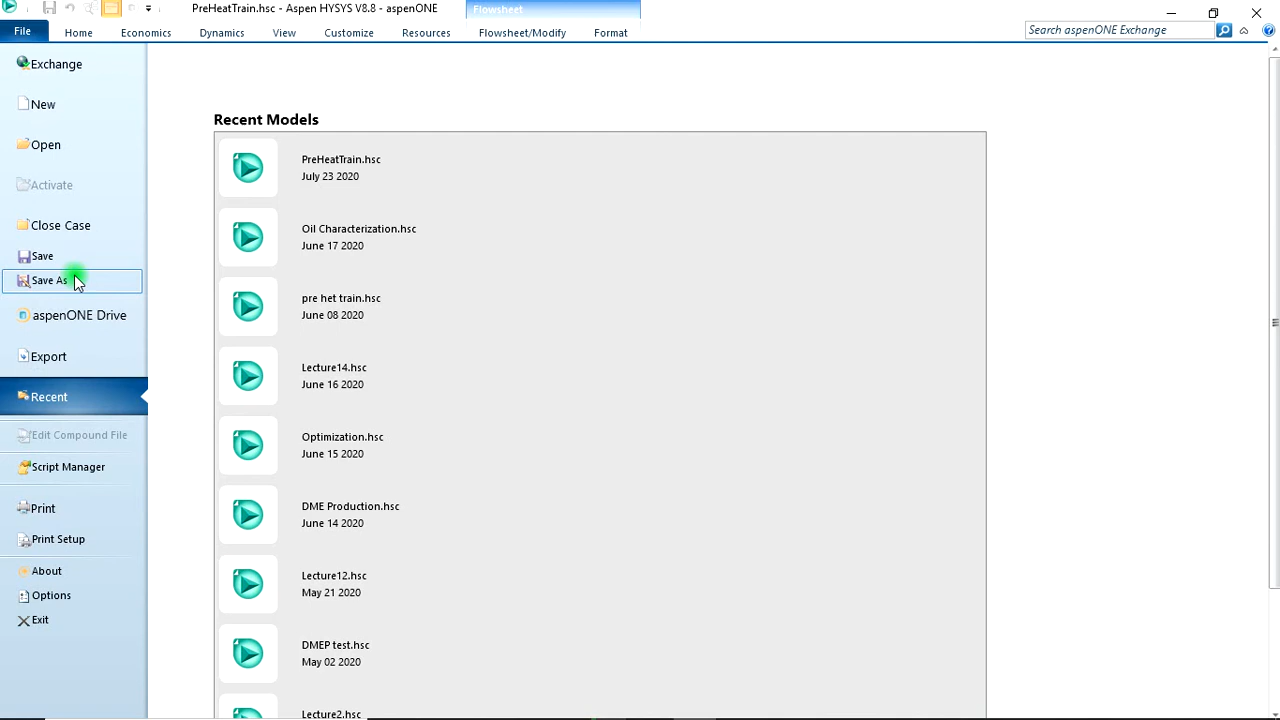 PreHeatTrain.hsc - Aspen HYSYS V8.8 - aspenONE
Flowsheet
File
Home
Economics
Dynamics
View
Customize
Resources
Flowsheet/Modify
Format
Search aspenONE Exchange
Exchange
New
Open
Activate
Close Case
Save
Save As
aspenONE Drive
Export
Recent
Edit Compound File
Script Manager
Print
Print Setup
About
Options
Exit
Recent Models
PreHeatTrain.hsc
July 23 2020
Oil Characterization.hsc
June 17 2020
pre het train.hsc
June 08 2020
Lecture14.hsc
June 16 2020
Optimization.hsc
June 15 2020
DME Production.hsc
June 14 2020
Lecture12.hsc
May 21 2020
DMEP test.hsc
May 02 2020
Lecture2.hsc